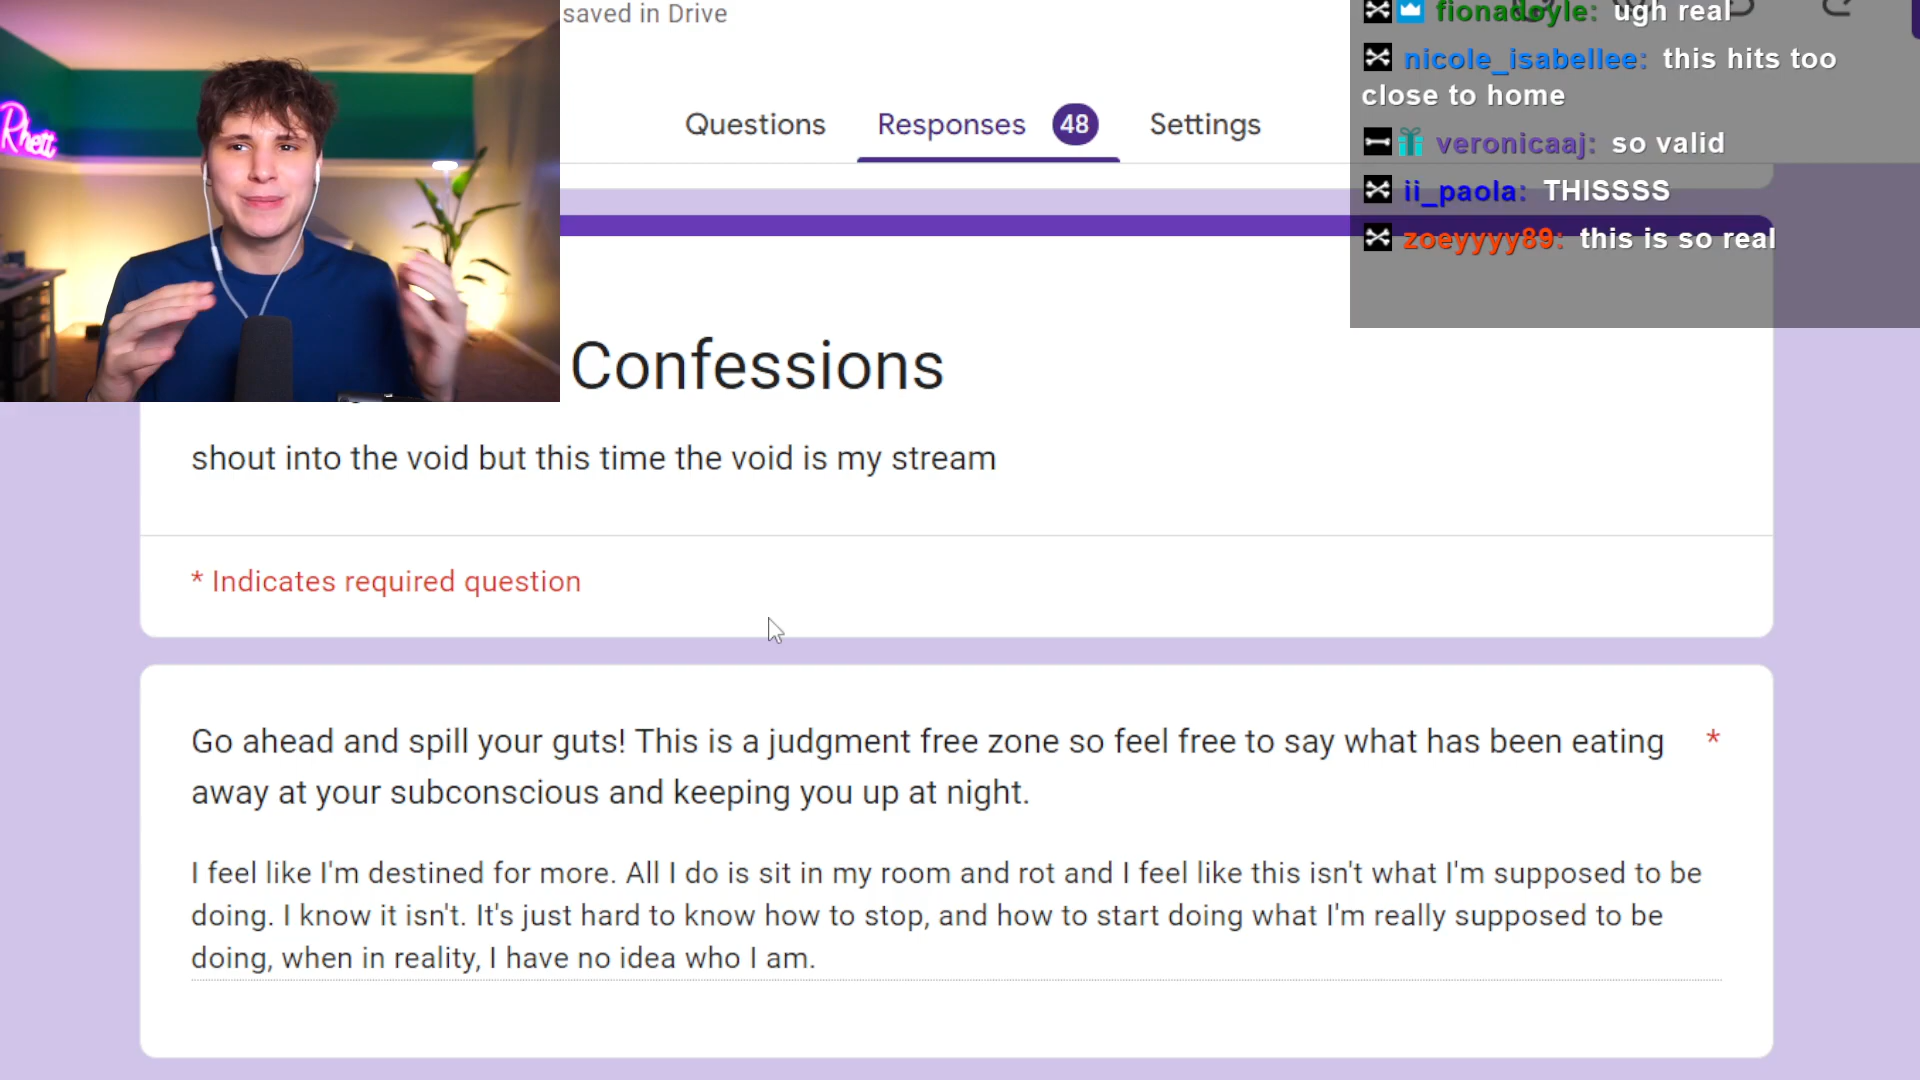 saved in Drive
Rhett
Questions
Responses
48
Settings
fionadoyle: ugh real
nicole_isabellee: this hits too
close to home
veronicaaj: so valid
ii_paola: THISSSS
zoeyyyy89: this is so real
Confessions
shout into the void but this time the void is my stream
* Indicates required question
Go ahead and spill your guts! This is a judgment free zone so feel free to say what has been eating *
away at your subconscious and keeping you up at night.
I feel like I'm destined for more. All I do is sit in my room and rot and I feel like this isn't what I'm supposed to be
doing. I know it isn't. It's just hard to know how to stop, and how to start doing what I'm really supposed to be
doing, when in reality, I have no idea who I am.